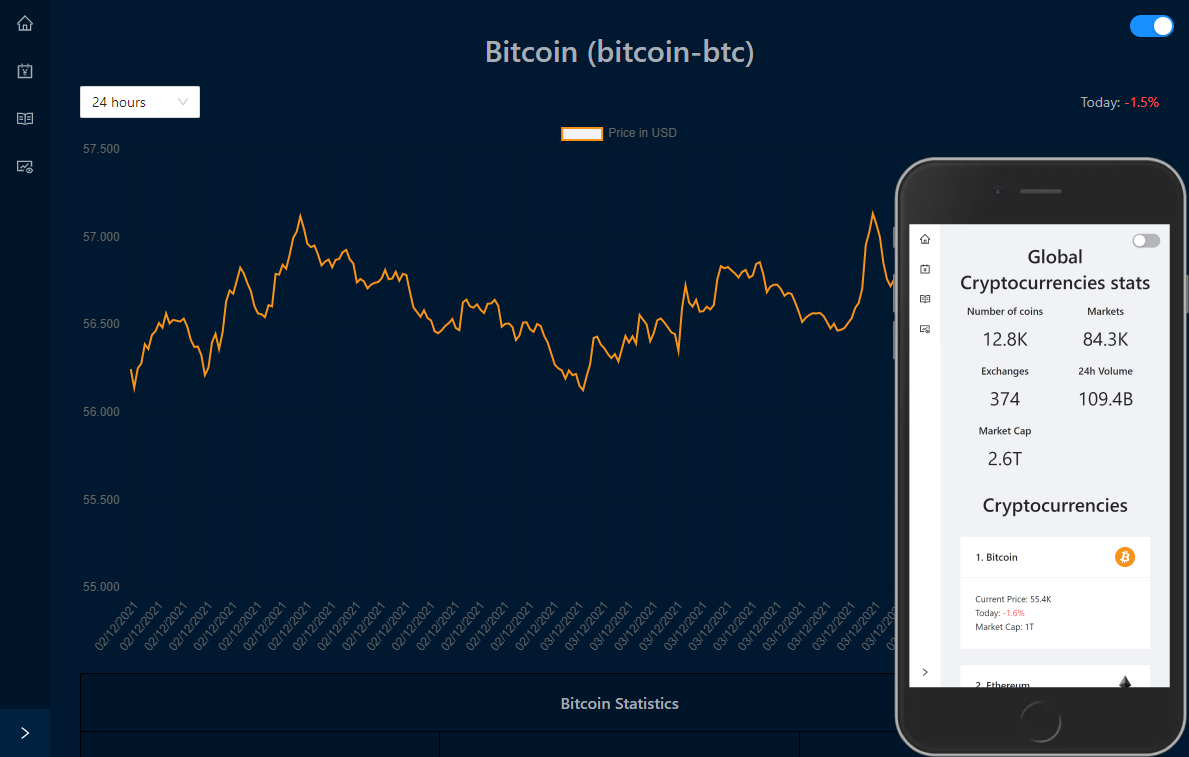 Bitcoin (bitcoin-btc)
24 hours
Today: -1.5%
Price in USD
57.500
57.000
56.500
56.000
55.500
55.000
02/12/2021 02/12/2021 02/12/2021 02/12/2021 02/12/2021 02/12/2021 02/12/2021 02/12/2021 02/12/2021 02/12/2021 02/12/2021 02/12/2021 02/12/2021 02/12/2021 02/12/2021 03/12/2021 03/12/2021 03/12/2021 03/12/2021 03/12/2021 03/12/2021 03/12/2021 03/12/2021 03/12/2021 03/12/2021 03/12/2021 03/12/2021 03/12/2021 03/12/2021 03/12/2021 03/12/2021
Bitcoin Statistics
Global
Cryptocurrencies stats
Number of coins Markets
12.8K 84.3K
Exchanges 24h Volume
374 109.4B
Market Cap
2.6T
Cryptocurrencies
1. Bitcoin
Current Price: 55.4K
Today: -1.6%
Market Cap: 1T
2. Ethereum